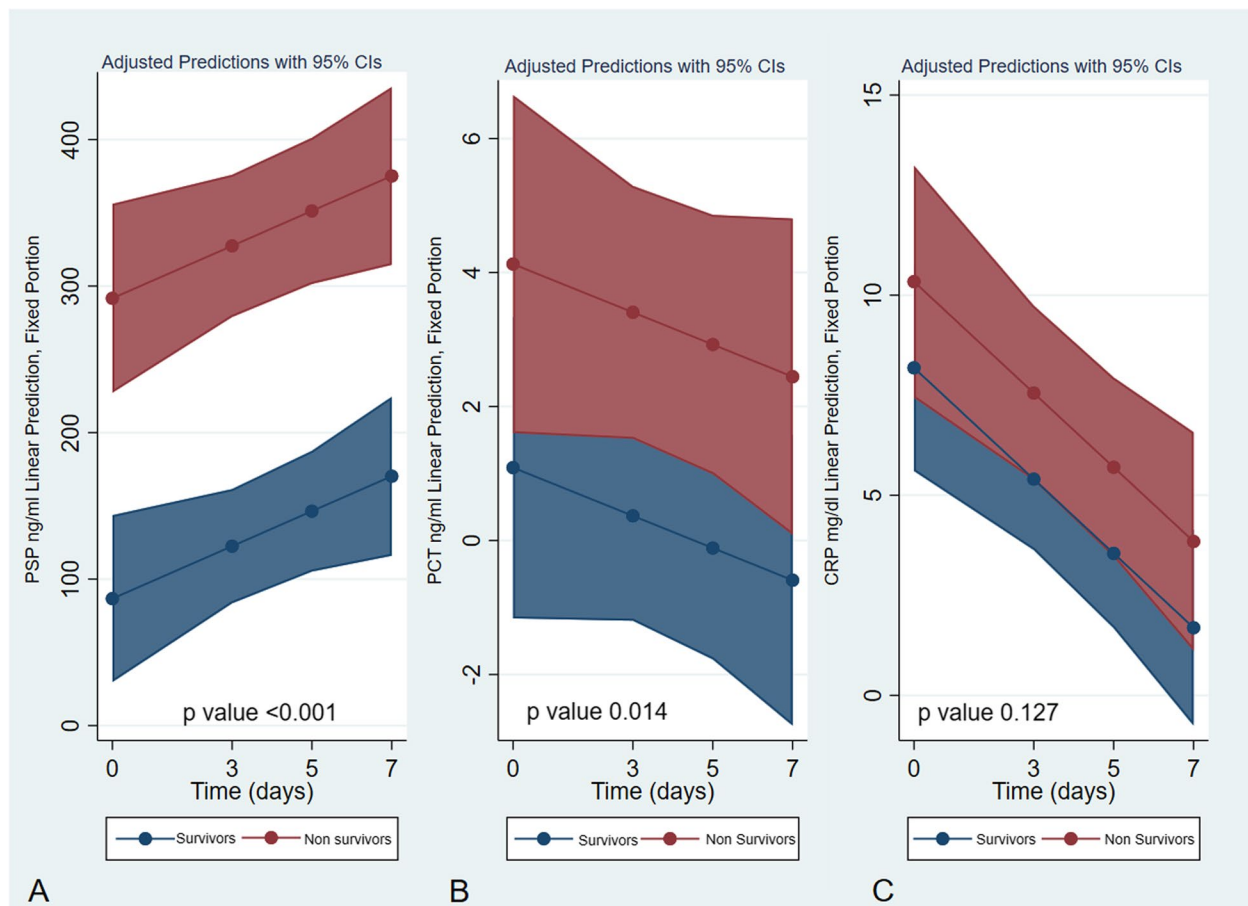 Adjusted Predictions with 95% CIs
PSP ng/ml Linear Prediction, Fixed Portion
400
300
200
100
0
p value <0.001
0 3 5 7
Time (days)
Survivors Non survivors
A
Adjusted Predictions with 95% CIs
PCT ng/ml Linear Prediction, Fixed Portion
6
4
2
0
-2
p value 0.014
0 3 5 7
Time (days)
Survivors Non Survivors
B
Adjusted Predictions with 95% CIs
CRP mg/dl Linear Prediction, Fixed Portion
15
10
5
0
p value 0.127
0 3 5 7
Time (days)
Survivors Non Survivors
C